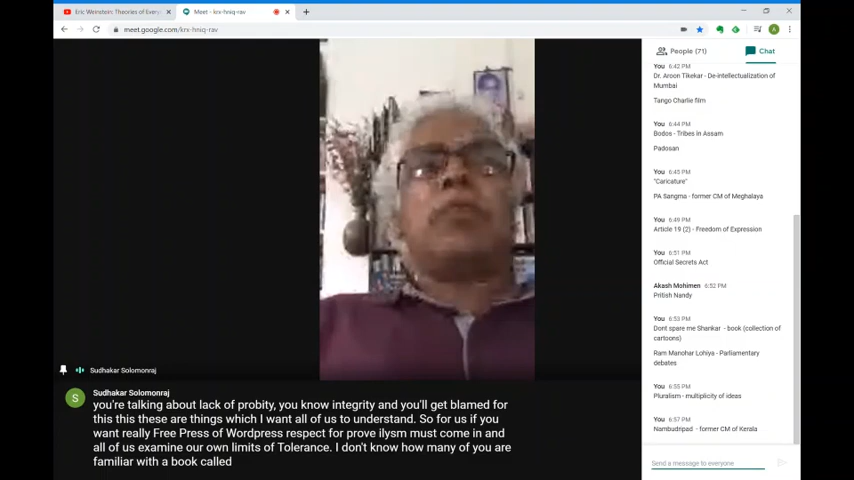 Eric Weinstein: Theories of Every
Meet - krx-hniq-rav
meet.google.com/krx-hniq-rav
A
People (71)
Chat
You 6:42 PM
Dr. Aroon Tikekar - De-intellectualization of
Mumbai
Tango Charlie film
You 6:44 PM
Bodos - Tribes in Assam
Padosan
You 6:45 PM
"Caricature"
PA Sangma - former CM of Meghalaya
You 6:49 PM
Article 19 (2) - Freedom of Expression
You 6:51 PM
Official Secrets Act
Akash Mohimen 6:52 PM
Pritish Nandy
You 6:53 PM
Dont spare me Shankar - book (collection of
cartoons)
Ram Manohar Lohiya - Parliamentary
debates
You 6:55 PM
Pluralism - multiplicity of ideas
You 6:57 PM
Nambudripad - former CM of Kerala
Send a message to everyone
Sudhakar Solomonraj
S
Sudhakar Solomonraj
you're talking about lack of probity, you know integrity and you'll get blamed for
this this these are things which I want all of us to understand. So for us if you
want really Free Press of Wordpress respect for prove ilysm must come in and
all of us examine our own limits of Tolerance. I don't know how many of you are
familiar with a book called